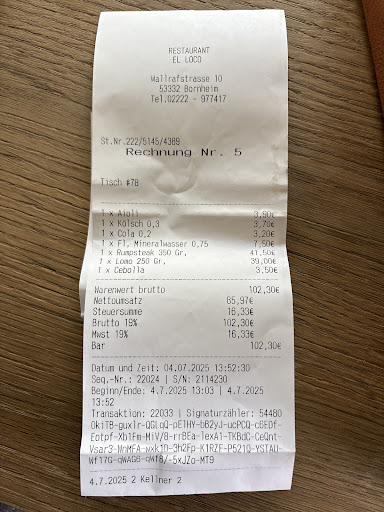 RESTAURANT
EL LOCO
Wallrafstrasse 10
53332 Bornheim
Tel.02222 - 977417
St.Nr.222/5145/4389
Rechnung Nr. 5
Tisch #78
1 x Aioli 3,90€
1 x Kölsch 0,3 3,70€
1 x Cola 0,2 3,20€
1 x Fl. Mineralwasser 0,75 7,50€
1 x Rumpsteak 350 Gr, 41,50€
1 x Lomo 250 Gr, 39,00€
1 x Cebolla 3,50€
Warenwert brutto 102,30€
Nettoumsatz 85,97€
Steuersumme 16,33€
Brutto 19% 102,30€
Mwst 19% 16,33€
Bar 102,30€
Datum und Zeit: 04.07.2025 13:52:30
Seq.-Nr.: 22024 | S/N: 2114230
Beginn/Ende: 4.7.2025 13:03 | 4.7.2025
13:52
Transaktion: 22033 | Signaturzähler: 54480
4.7.2025 2 Kellner 2